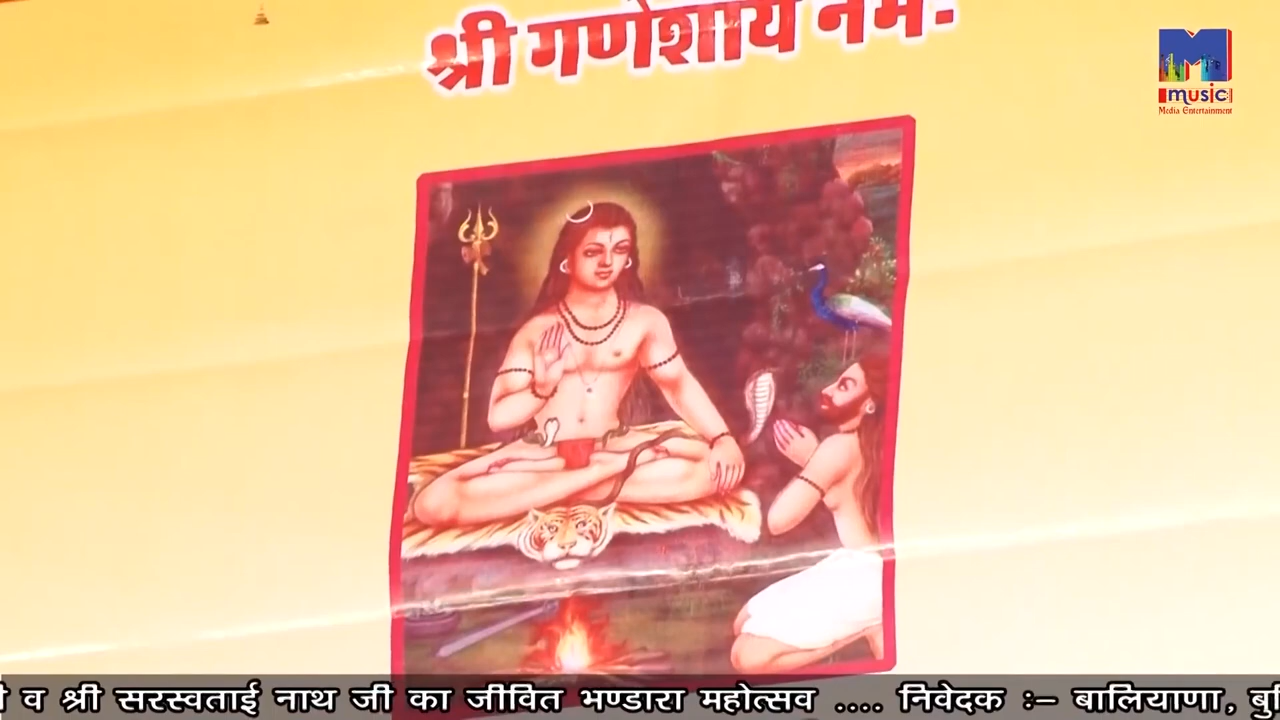 श्री गणेशाय नमः
M
music
Media Entertainment
व श्री सरस्वताई नाथ जी का जीवित भण्डारा महोत्सव .... निवेदक :- बालियाणा,